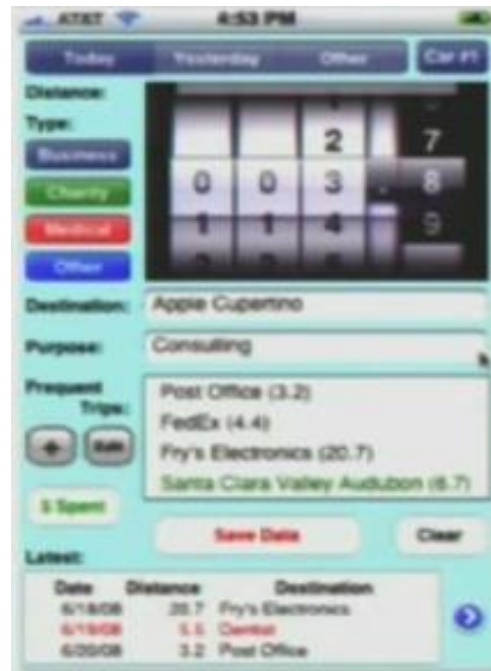 AT&T 4:53 PM
Today Yesterday Other Car #1
Distance:
Type:
Business
Charity
Medical
Other
2 7
0 0 3 . 8
1 1 4 9
Destination: Apple Cupertino
Purpose: Consulting
Frequent Trips:
Post Office (3.2)
FedEx (4.4)
Fry's Electronics (20.7)
Santa Clara Valley Audubon (6.7)
+ Edit
$ Spent
Save Data Clear
Latest:
Date Distance Destination
6/18/08 20.7 Fry's Electronics
6/19/08 5.5 Dentist
6/20/08 3.2 Post Office